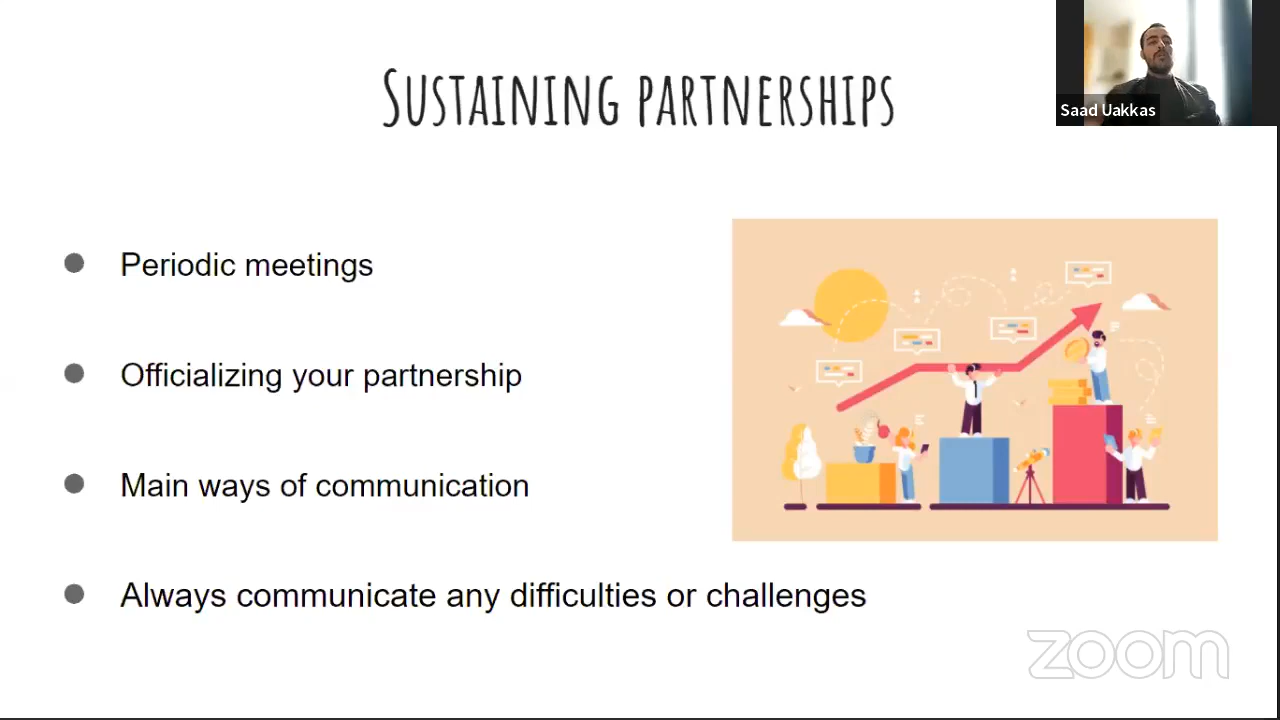 Sustaining partnerships
Saad Uakkas
Periodic meetings
Officializing your partnership
Main ways of communication
Always communicate any difficulties or challenges
zoom